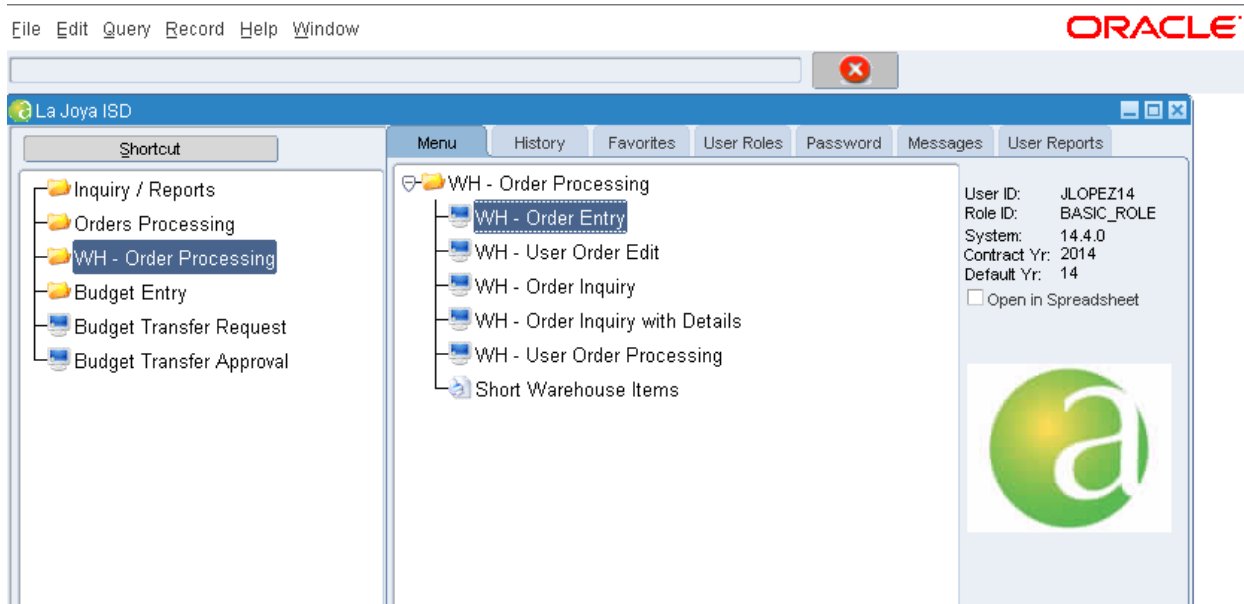 File Edit Query Record Help Window
ORACLE
La Joya ISD
Shortcut
Inquiry / Reports
Orders Processing
WH - Order Processing
Budget Entry
Budget Transfer Request
Budget Transfer Approval
Menu History Favorites User Roles Password Messages User Reports
WH - Order Processing
WH - Order Entry
WH - User Order Edit
WH - Order Inquiry
WH - Order Inquiry with Details
WH - User Order Processing
Short Warehouse Items
User ID: JLOPEZ14
Role ID: BASIC_ROLE
System: 14.4.0
Contract Yr: 2014
Default Yr: 14
Open in Spreadsheet
a